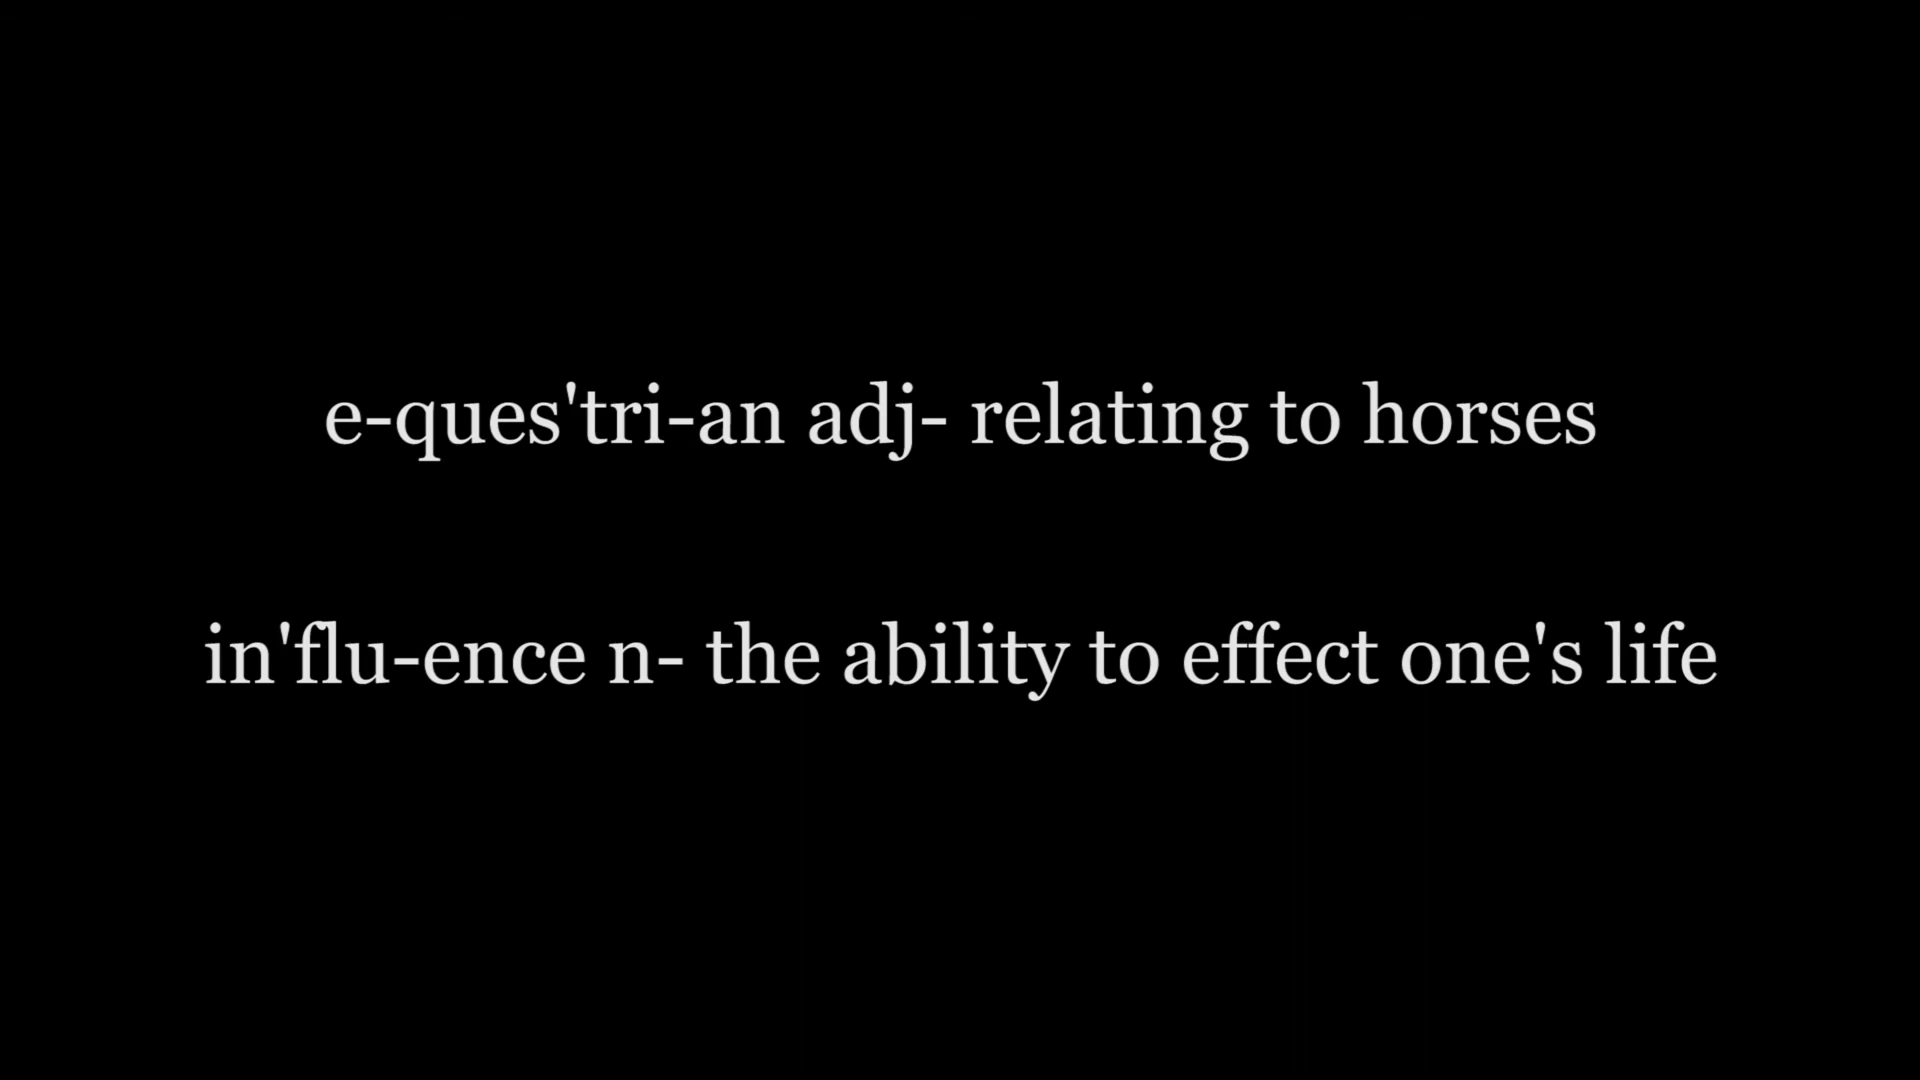 e-ques'tri-an adj- relating to horses
in'flu-ence n- the ability to effect one's life